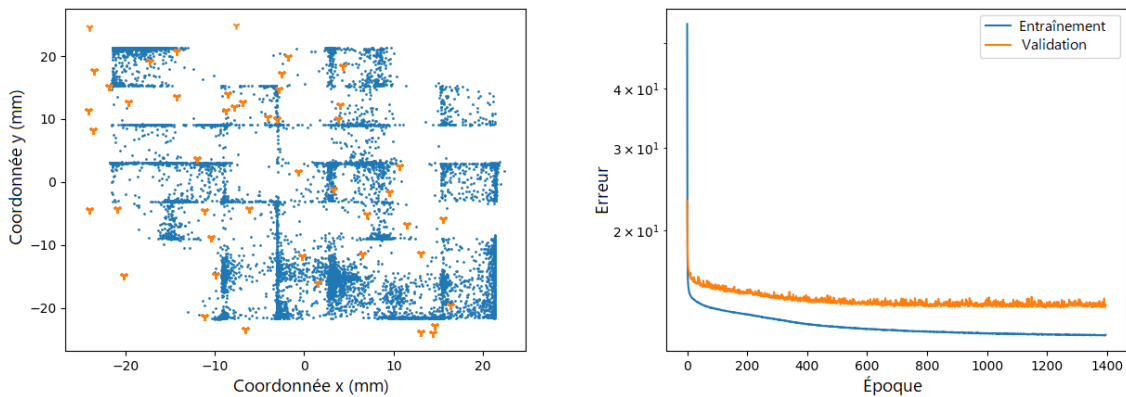 20
10
0
−10
−20
Coordonnée y (mm)
−20
−10
0
10
20
Coordonnée x (mm)
Entraînement
Validation
4 × 10¹
3 × 10¹
2 × 10¹
Erreur
0
200
400
600
800
1000
1200
1400
Époque